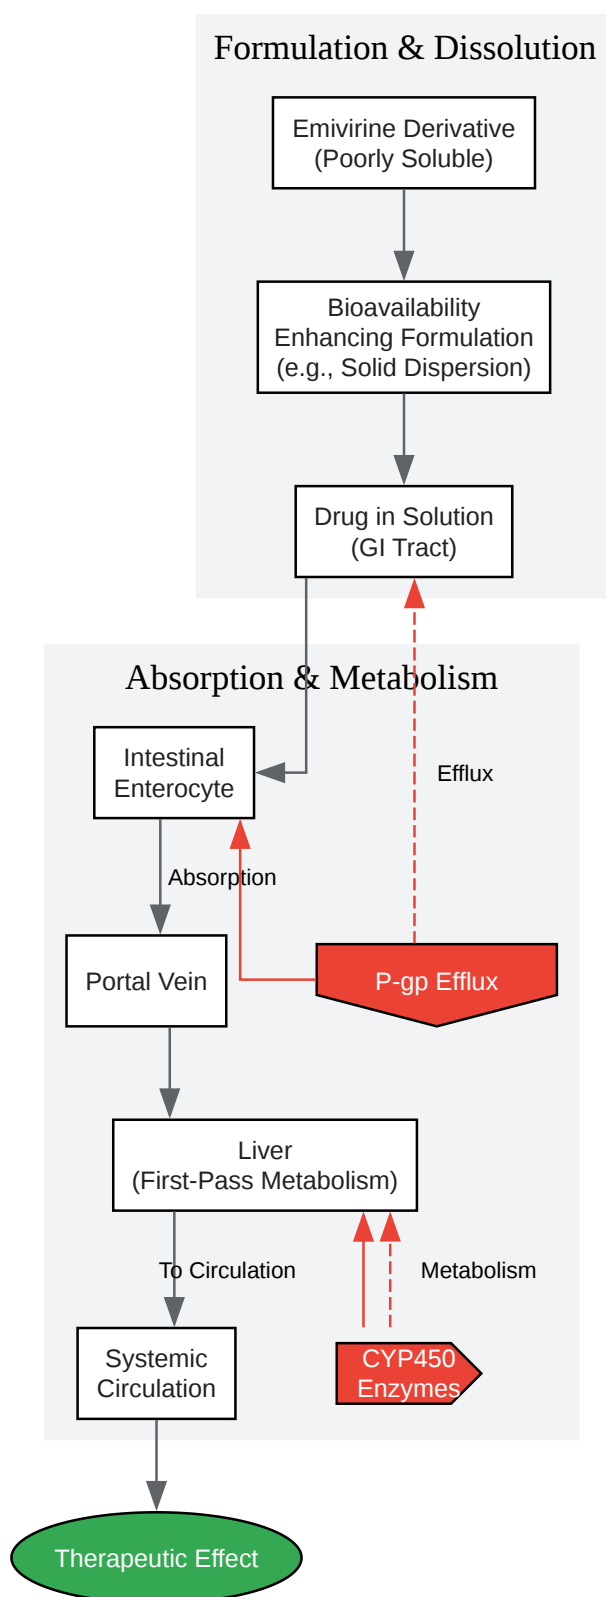 Formulation & Dissolution
Emivirine Derivative
(Poorly Soluble)
Bioavailability
Enhancing Formulation
(e.g., Solid Dispersion)
Drug in Solution
(GI Tract)
Absorption & Metabolism
Intestinal
Enterocyte
Efflux
Absorption
Portal Vein
P-gp Efflux
Liver
(First-Pass Metabolism)
To Circulation
Metabolism
Systemic
Circulation
CYP450
Enzymes
Therapeutic Effect